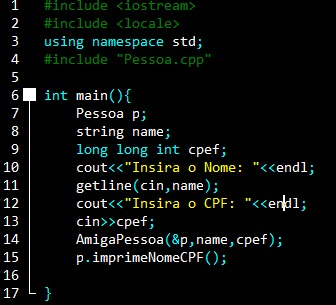 1 #include <iostream>
2 #include <locale>
3 using namespace std;
4 #include "Pessoa.cpp"
5
6 int main(){
7 Pessoa p;
8 string name;
9 long long int cpef;
10 cout<<"Insira o Nome: "<<endl;
11 getline(cin,name);
12 cout<<"Insira o CPF: "<<endl;
13 cin>>cpef;
14 AmigaPessoa(&p,name,cpef);
15 p.imprimeNomeCPF();
16
17 }